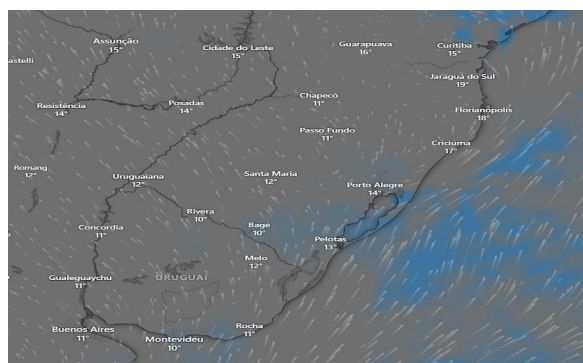 Assunção
15°
Cidade do Leste
15°
Guarapuava
16°
Curitiba
15°
astelli
Jaraguá do Sul
19°
Resistência
14°
Posadas
14°
Chapecó
11°
Florianópolis
18°
Passo Fundo
11°
Criciúma
17°
Romang
12°
Uruguaiana
12°
Santa Maria
12°
Porto Alegre
14°
Rivera
10°
Bage
10°
Concordia
11°
Pelotas
13°
Melo
12°
Gualeguaychu
11°
URUGUAI
Buenos Aires
11°
Montevidéu
10°
Rocha
11°